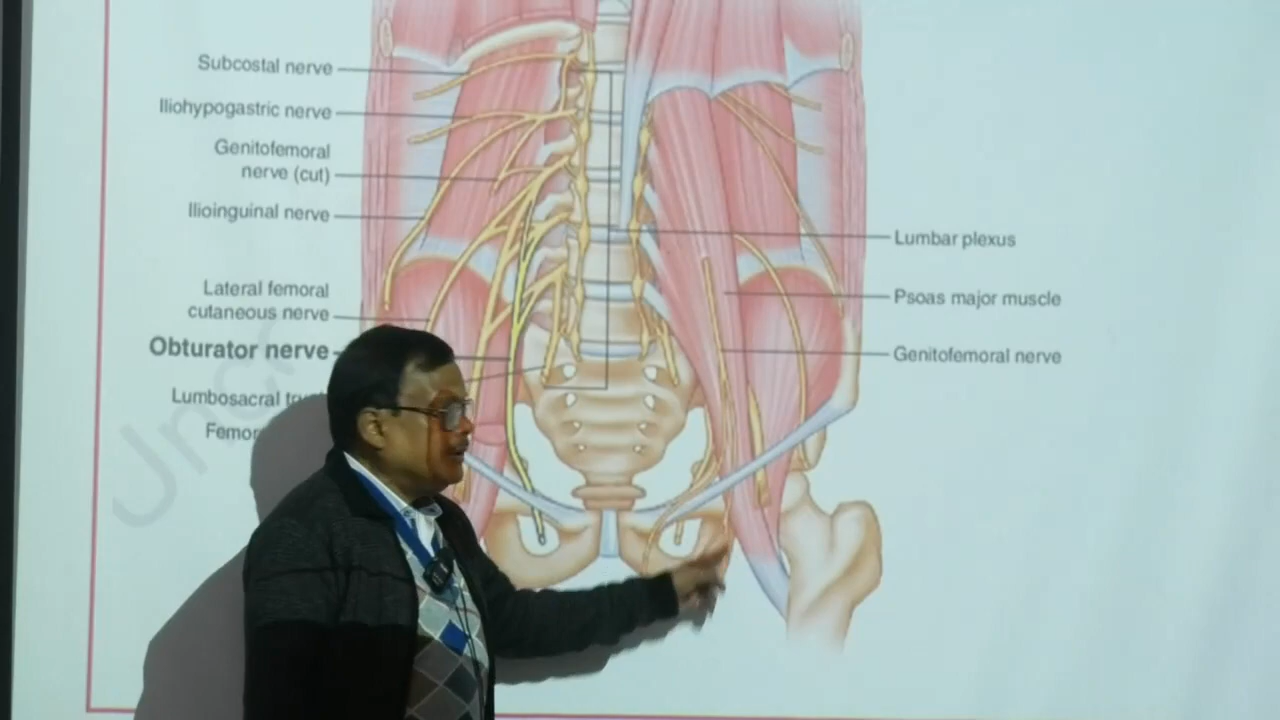 Subcostal nerve
Iliohypogastric nerve
Genitofemoral
nerve (cut)
Ilioinguinal nerve
Lateral femoral
cutaneous nerve
Obturator nerve
Lumbosacral
Lumbar plexus
Psoas major muscle
Genitofemoral nerve